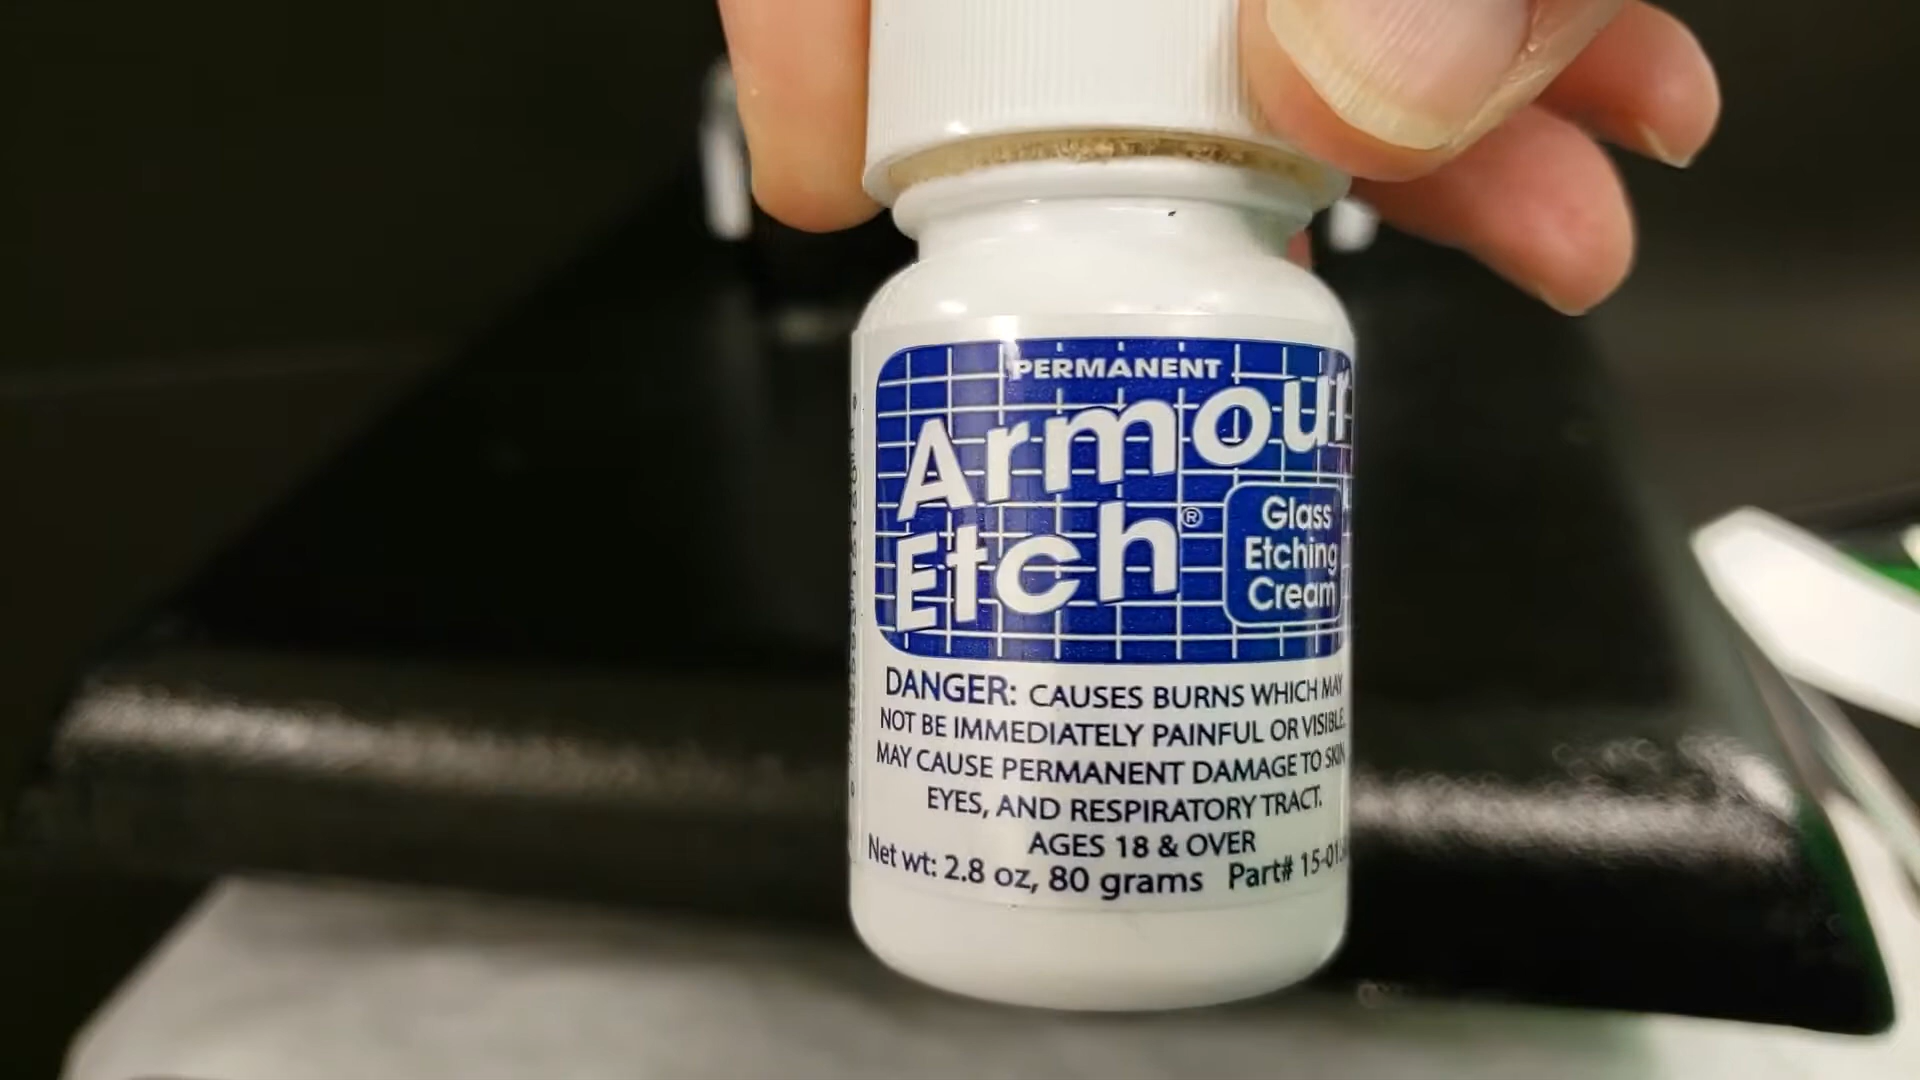 PERMANENT
Armour
Etch®
Glass
Etching
Cream
DANGER: CAUSES BURNS WHICH MAY
NOT BE IMMEDIATELY PAINFUL OR VISIBLE.
MAY CAUSE PERMANENT DAMAGE TO SKIN
EYES, AND RESPIRATORY TRACT.
AGES 18 & OVER
Net wt: 2.8 oz, 80 grams Part#